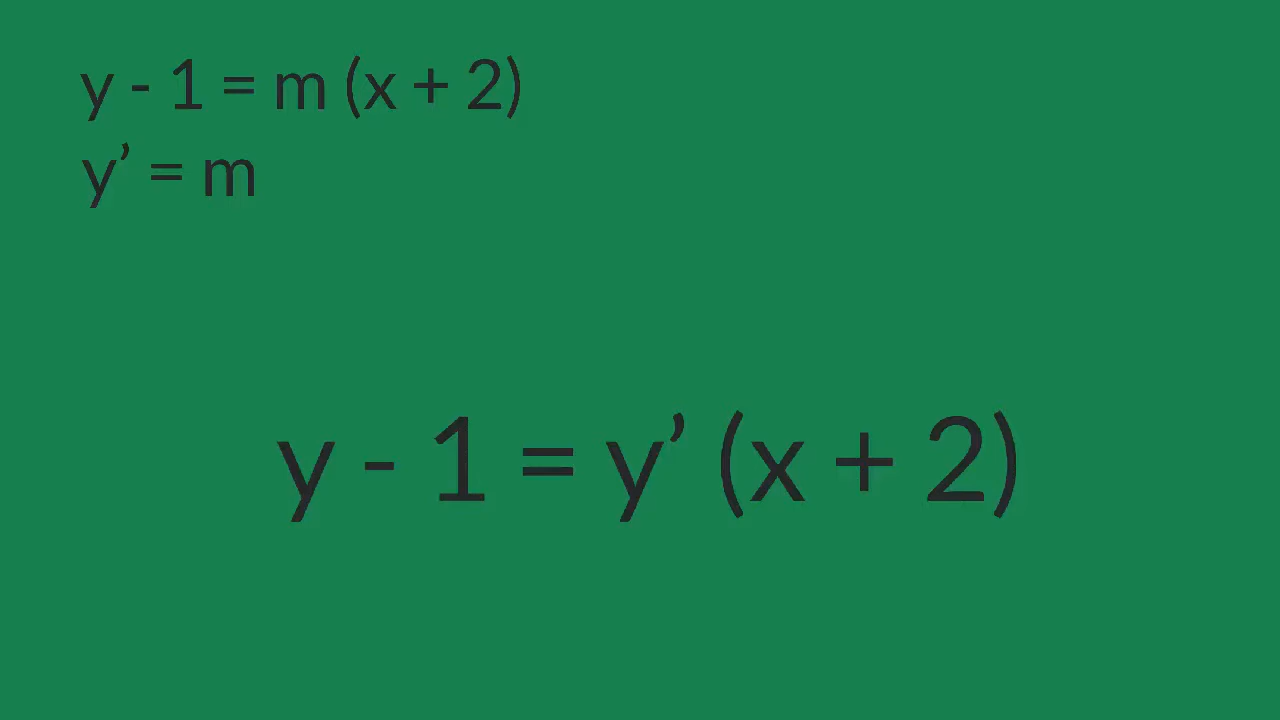 y - 1 = m (x + 2)
y’ = m
y - 1 = y’ (x + 2)